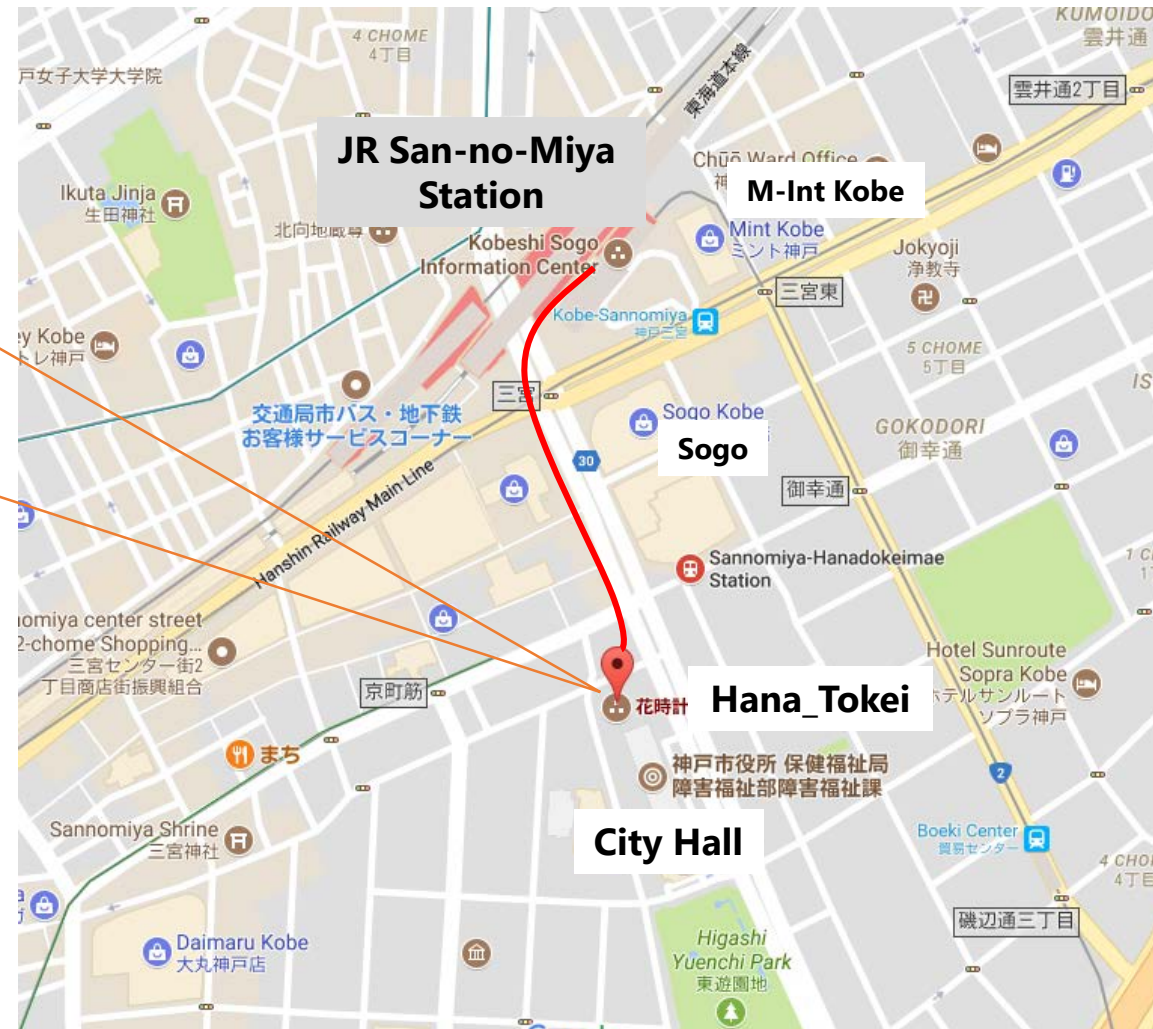 KUMOIDO
雲井通
4 CHOME
4丁目
戸女子大学大学院
東海道本線
雲井通2丁目
JR San-no-Miya
Station
Chūō Ward Office
M-Int Kobe
Ikuta Jinja
生田神社
北向地蔵尊
Kobeshi Sogo
Information Center
Mint Kobe
ミント神戸
Jokyoji
浄教寺
三宮東
Kobe-Sannomiya
神戸三宮
ey Kobe
トレ神戸
5 CHOME
5丁目
三宮
IS
交通局市バス・地下鉄
お客様サービスコーナー
Sogo Kobe
Sogo
GOKODORI
御幸通
30
御幸通
Hanshin Railway Main Line
Sannomiya-Hanadokeimae
Station
1 C
1
nomiya center street
2-chome Shopping...
三宮センター街2
丁目商店街振興組合
Hotel Sunroute
Sopra Kobe
ホテルサンルート
ソプラ神戸
京町筋
花時計
Hana_Tokei
まち
神戸市役所 保健福祉局
障害福祉部障害福祉課
2
Sannomiya Shrine
三宮神社
City Hall
Boeki Center
貿易センター
4 CHO
4丁目
磯辺通三丁目
Daimaru Kobe
大丸神戸店
Higashi
Yuenchi Park
東遊園地